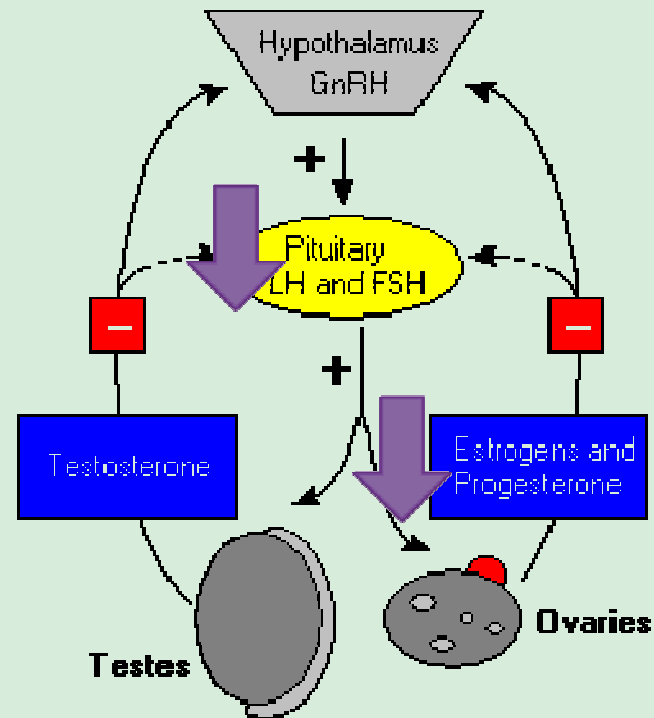 Hypothalamus
GnRH
+
Pituitary
LH and FSH
–
–
+
Testosterone
Estrogens and
Progesterone
Ovaries
Testes